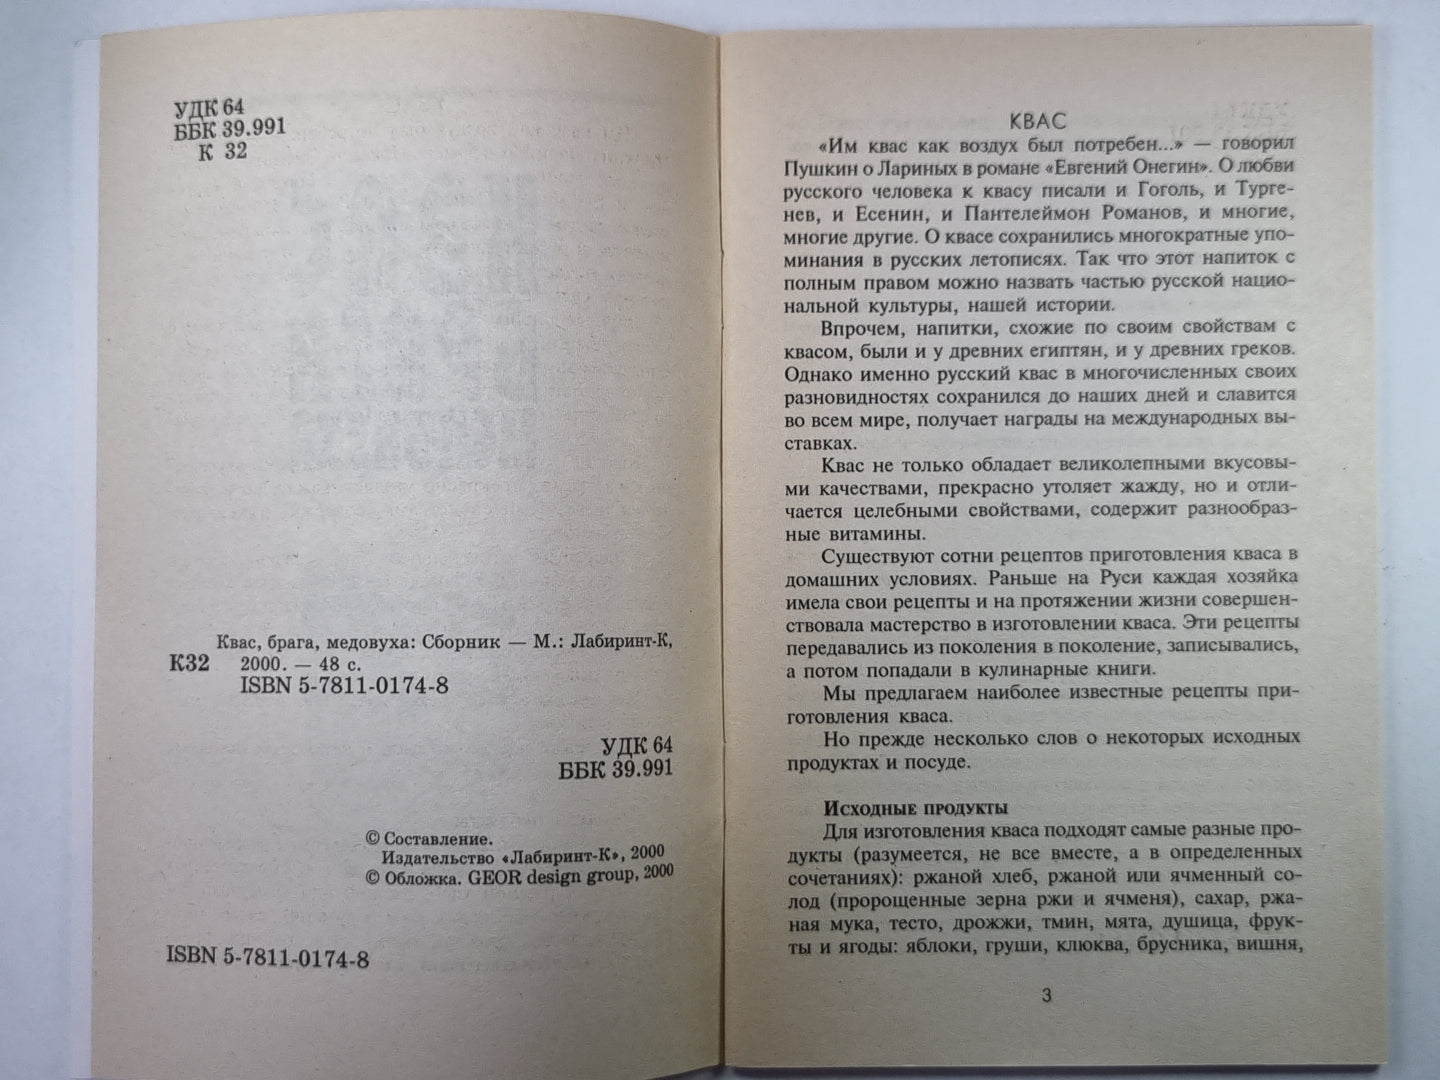 УДК 64
ББК 39.991
К 32
Квас, брага, медовуха: Сборник — М.: Лабиринт-К,
К32 2000. — 48 с.
ISBN 5-7811-0174-8
УДК 64
ББК 39.991
© Составление.
Издательство «Лабиринт-К», 2000
© Обложка. GEOR design group, 2000
ISBN 5-7811-0174-8
КВАС
«Им квас как воздух был потребен...» — говорил
Пушкин о Лариных в романе «Евгений Онегин». О любви
русского человека к квасу писали и Гоголь, и Турге-
нев, и Есенин, и Пантелеймон Романов, и многие,
многие другие. О квасе сохранились многократные упо-
минания в русских летописях. Так что этот напиток с
полным правом можно назвать частью русской нацио-
нальной культуры, нашей истории.
Впрочем, напитки, схожие по своим свойствам с
квасом, были и у древних египтян, и у древних греков.
Однако именно русский квас в многочисленных своих
разновидностях сохранился до наших дней и славится
во всем мире, получает награды на международных вы-
ставках.
Квас не только обладает великолепными вкусовы-
ми качествами, прекрасно утоляет жажду, но и отли-
чается целебными свойствами, содержит разнообраз-
ные витамины.
Существуют сотни рецептов приготовления кваса в
домашних условиях. Раньше на Руси каждая хозяйка
имела свои рецепты и на протяжении жизни совершен-
ствовала мастерство в изготовлении кваса. Эти рецепты
передавались из поколения в поколение, записывались,
а потом попадали в кулинарные книги.
Мы предлагаем наиболее известные рецепты при-
готовления кваса.
Но прежде несколько слов о некоторых исходных
продуктах и посуде.
Исходные продукты
Для изготовления кваса подходят самые разные про-
дукты (разумеется, не все вместе, а в определенных
сочетаниях): ржаной хлеб, ржаной или ячменный со-
лод (пророщенные зерна ржи и ячменя), сахар, ржа-
ная мука, тесто, дрожжи, тмин, мята, душица, фрук-
ты и ягоды: яблоки, груши, клюква, брусника, вишня,
3